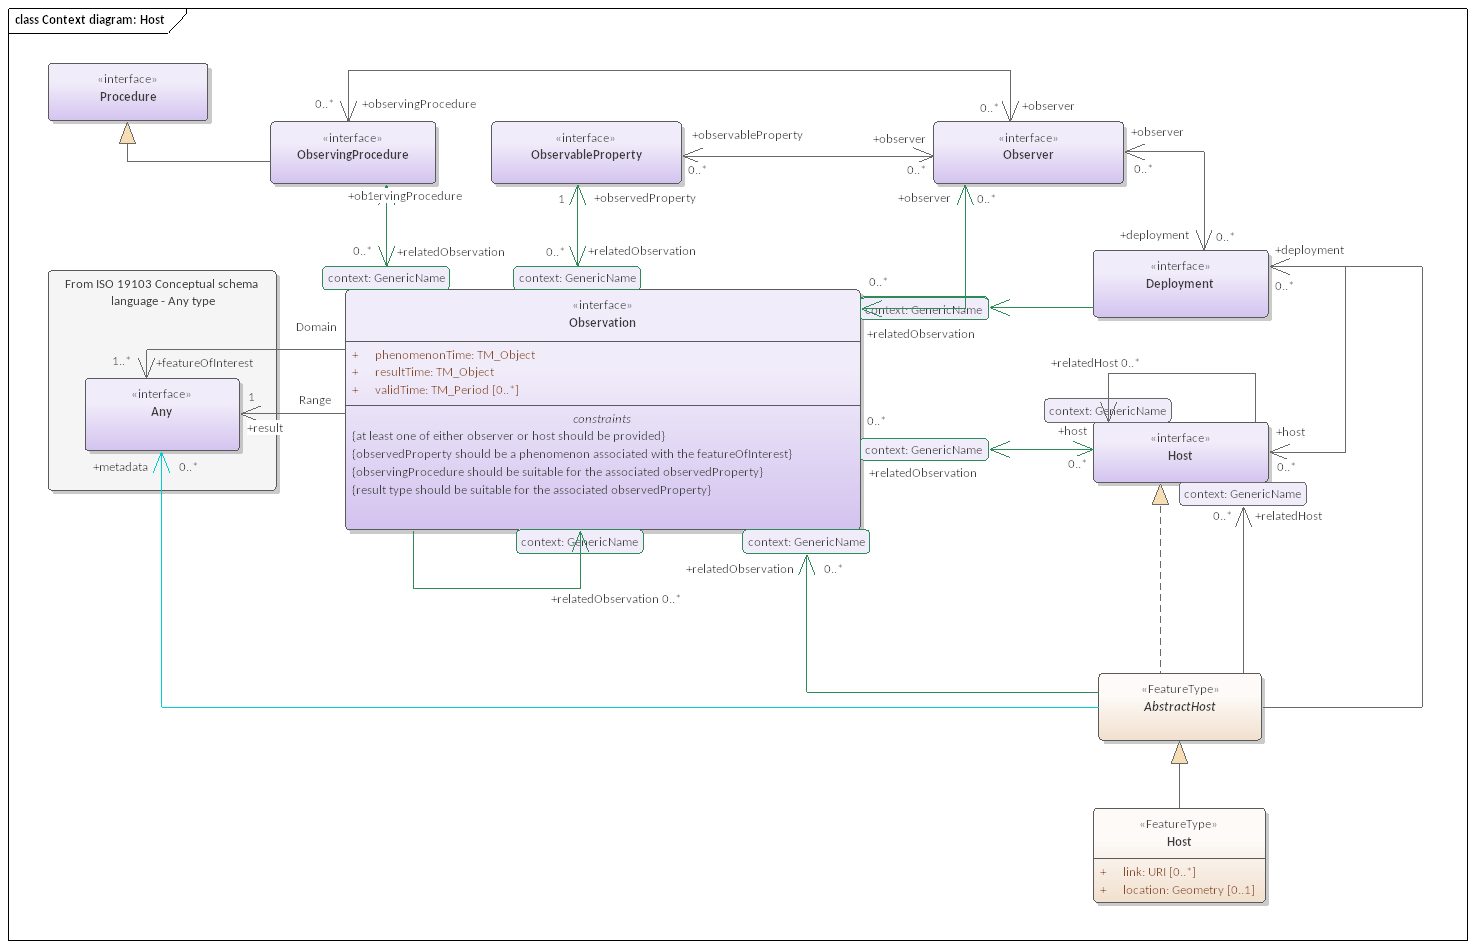 class Context diagram: Host
«interface»
Procedure
0..*
+observingProcedure
0..*
+observer
«interface»
ObservingProcedure
«interface»
ObservableProperty
+observableProperty
0..*
+observer
0..*
«interface»
Observer
+observer
0..*
+ob1ervingProcedure
1
+observedProperty
+observer
0..*
0..*
+relatedObservation
0..*
+relatedObservation
+deployment
0..*
+deployment
0..*
context: GenericName
context: GenericName
«interface»
Deployment
From ISO 19103 Conceptual schema
language - Any type
«interface»
Observation
0..*
context: GenericName
+relatedObservation
Domain
1..*
+featureOfInterest
+ phenomenonTime: TM_Object
+ resultTime: TM_Object
+ validTime: TM_Period [0..*]
+relatedHost 0..*
«interface»
Any
1
Range
+result
constraints
{at least one of either observer or host should be provided}
{observedProperty should be a phenomenon associated with the featureOfInterest}
{observingProcedure should be suitable for the associated observedProperty}
{result type should be suitable for the associated observedProperty}
0..*
context: GenericName
+relatedObservation
context: GenericName
+host
0..*
«interface»
Host
+host
0..*
+metadata
0..*
context: GenericName
0..*
+relatedHost
context: GenericName
context: GenericName
+relatedObservation
0..*
+relatedObservation 0..*
«FeatureType»
AbstractHost
«FeatureType»
Host
+ link: URI [0..*]
+ location: Geometry [0..1]